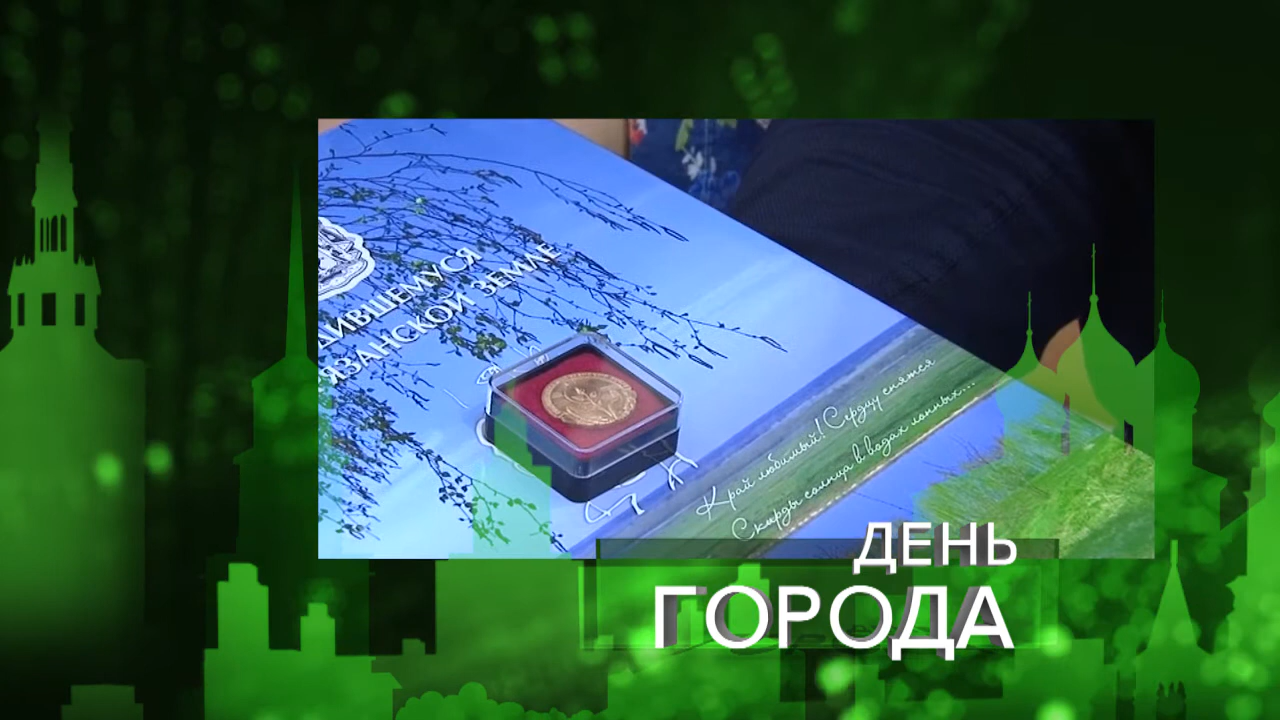 ДИВШЕМУСЯ
ЯЗАНСКОЙ ЗЕМЛЕ
Край любимый! Сердцу снятся
Скирды солнца в водах лонных...
ДЕНЬ
ГОРОДА